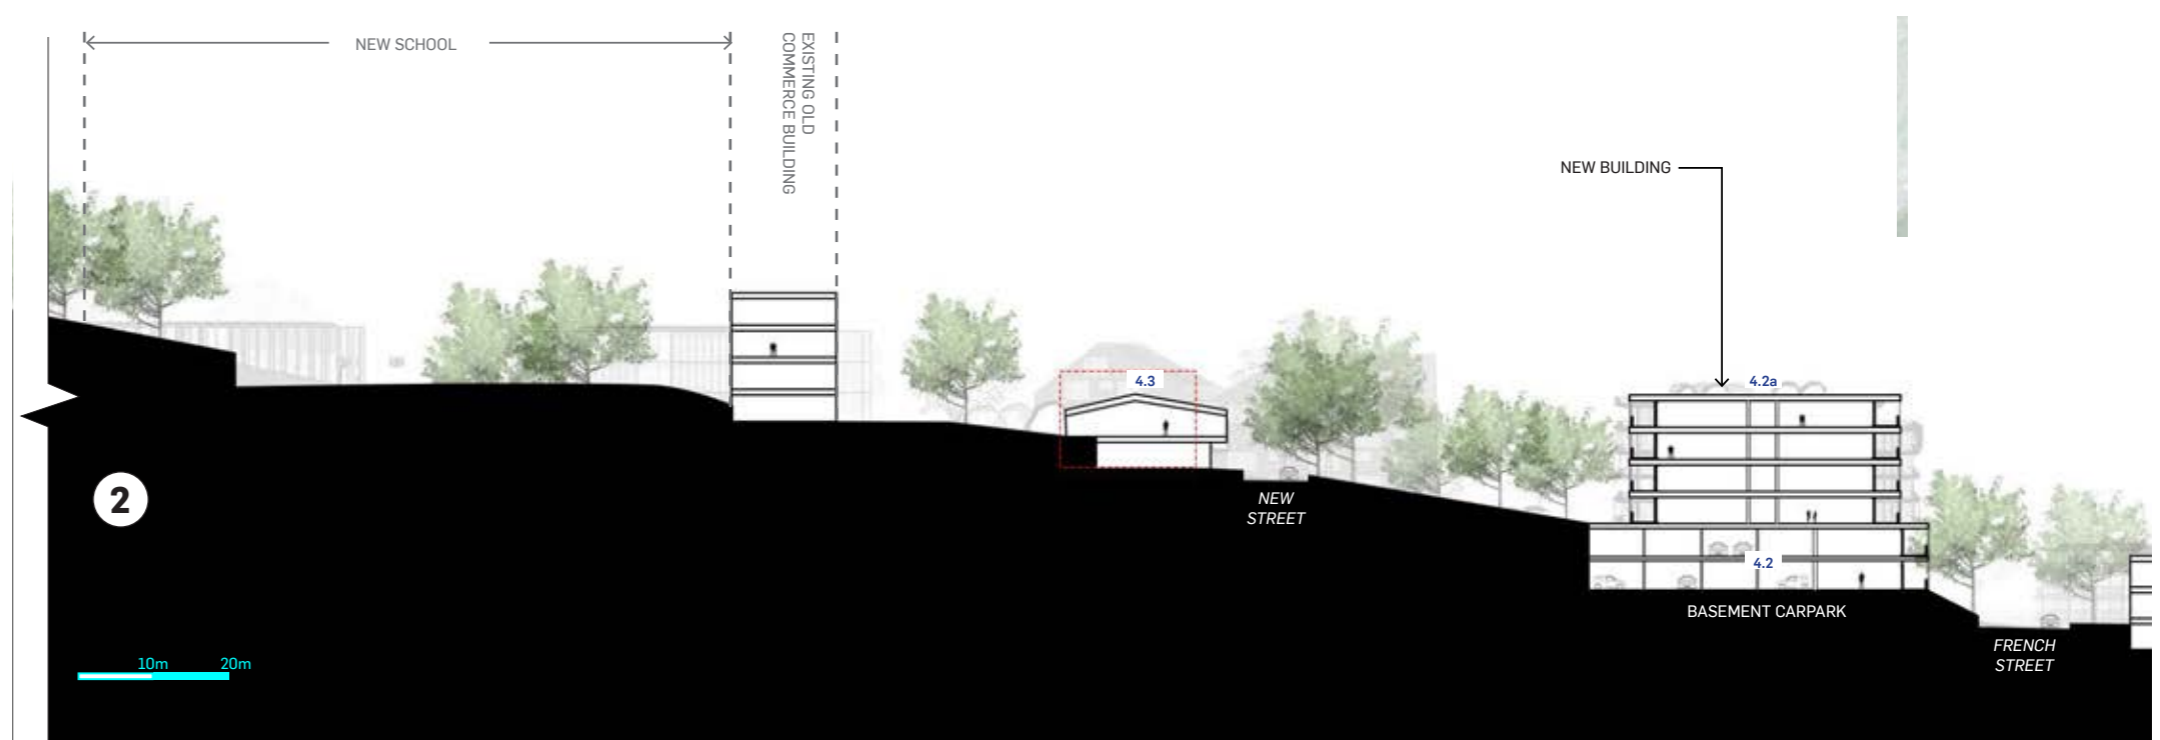 NEW SCHOOL
EXISTING OLD
COMMERCE BUILDING
NEW BUILDING
4.3
4.2a
NEW
STREET
2
4.2
BASEMENT CARPARK
FRENCH
STREET
10m 20m